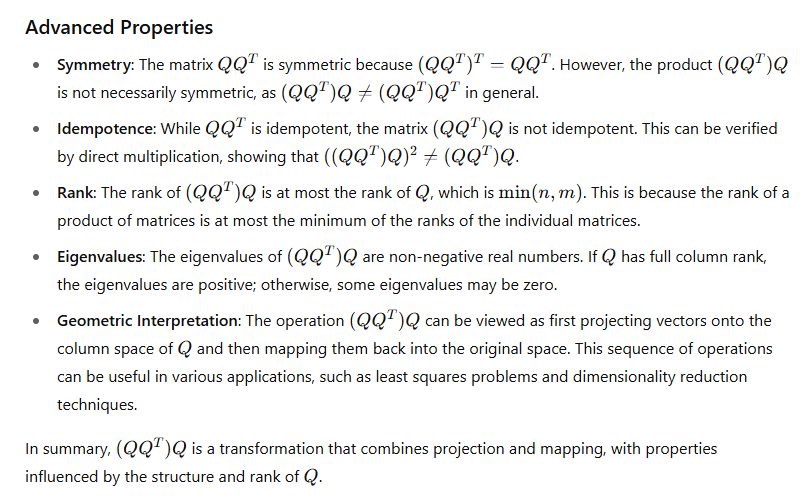 Advanced Properties
• Symmetry: The matrix QQ^T is symmetric because (QQ^T)^T = QQ^T. However, the product (QQ^T)Q
is not necessarily symmetric, as (QQ^T)Q ≠ (QQ^T)Q^T in general.
• Idempotence: While QQ^T is idempotent, the matrix (QQ^T)Q is not idempotent. This can be verified
by direct multiplication, showing that ((QQ^T)Q)^2 ≠ (QQ^T)Q.
• Rank: The rank of (QQ^T)Q is at most the rank of Q, which is min(n, m). This is because the rank of a
product of matrices is at most the minimum of the ranks of the individual matrices.
• Eigenvalues: The eigenvalues of (QQ^T)Q are non-negative real numbers. If Q has full column rank,
the eigenvalues are positive; otherwise, some eigenvalues may be zero.
• Geometric Interpretation: The operation (QQ^T)Q can be viewed as first projecting vectors onto the
column space of Q and then mapping them back into the original space. This sequence of operations
can be useful in various applications, such as least squares problems and dimensionality reduction
techniques.
In summary, (QQ^T)Q is a transformation that combines projection and mapping, with properties
influenced by the structure and rank of Q.